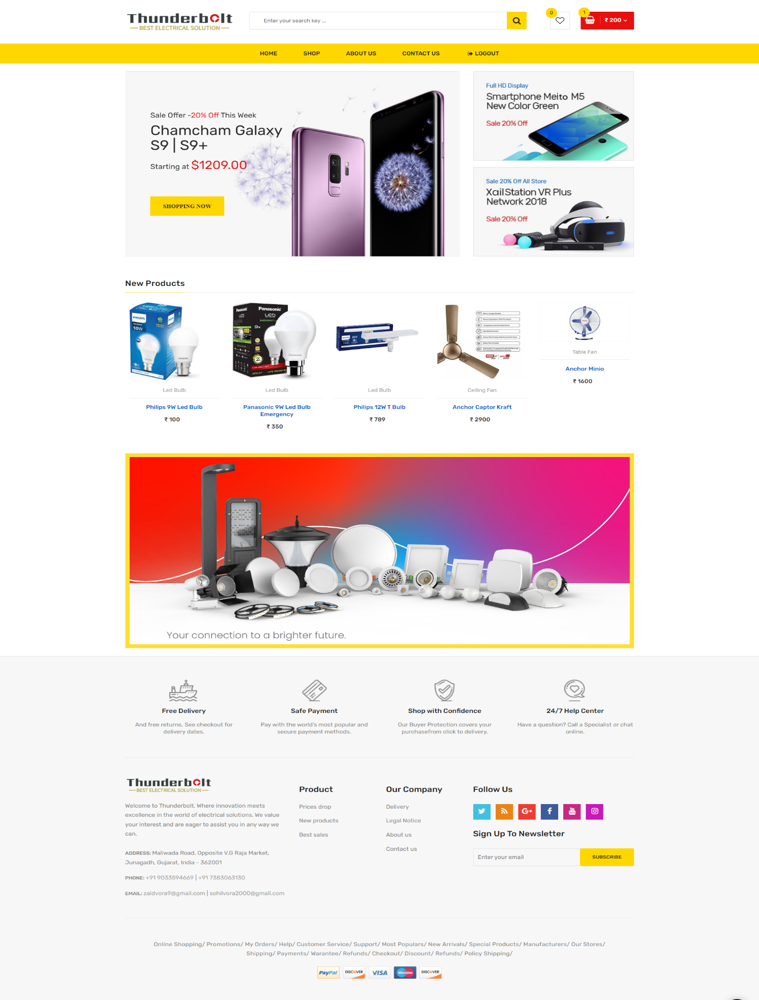 Thunderbolt
BEST ELECTRICAL SOLUTION
Enter your search key ...
0
1
₹ 200
HOME
SHOP
ABOUT US
CONTACT US
LOGOUT
Sale Offer -20% Off This Week
Chamcham Galaxy
S9 | S9+
Starting at $1209.00
SHOPPING NOW
Full HD Display
Smartphone Meito M5
New Color Green
Sale 20% Off
Sale 20% Off All Store
Xail Station VR Plus
Network 2018
Sale 20% Off
New Products
PHILIPS
10W
PHILIPS
Panasonic
Panasonic
LED
LED
EMERGENCY
9W
Panasonic
Led Bulb
Philips 9W Led Bulb
₹ 100
Led Bulb
Panasonic 9W Led Bulb
Emergency
₹ 350
Led Bulb
Philips 12W T Bulb
₹ 789
Ceiling Fan
Anchor Captor Kraft
₹ 2900
Table Fan
Anchor Minio
₹ 1600
Your connection to a brighter future.
Free Delivery
And free returns. See checkout for
delivery dates.
Safe Payment
Pay with the world's most popular and
secure payment methods.
Shop with Confidence
Our Buyer Protection covers your
purchasefrom click to delivery.
24/7 Help Center
Have a question? Call a Specialist or chat
online.
Thunderbolt
BEST ELECTRICAL SOLUTION
Welcome to Thunderbolt, Where innovation meets
excellence in the world of electrical solutions. We value
your interest and are eager to assist you in any way we
can.
ADDRESS: Maliwada Road, Opposite V.G Raja Market,
Junagadh, Gujarat, India - 362001
PHONE: +91 9033594669 | +91 7383063130
EMAIL: zaidvora9@gmail.com | sohilvora2000@gmail.com
Product
Prices drop
New products
Best sales
Our Company
Delivery
Legal Notice
About us
Contact us
Follow Us
Sign Up To Newsletter
Enter your email
SUBSCRIBE
Online Shopping/ Promotions/ My Orders/ Help/ Customer Service/ Support/ Most Populars/ New Arrivals/ Special Products/ Manufacturers/ Our Stores/
Shipping/ Payments/ Warantee/ Refunds/ Checkout/ Discount/ Refunds/ Policy Shipping/
PayPal
DISCOVER
VISA
Maestro
DISCOVER